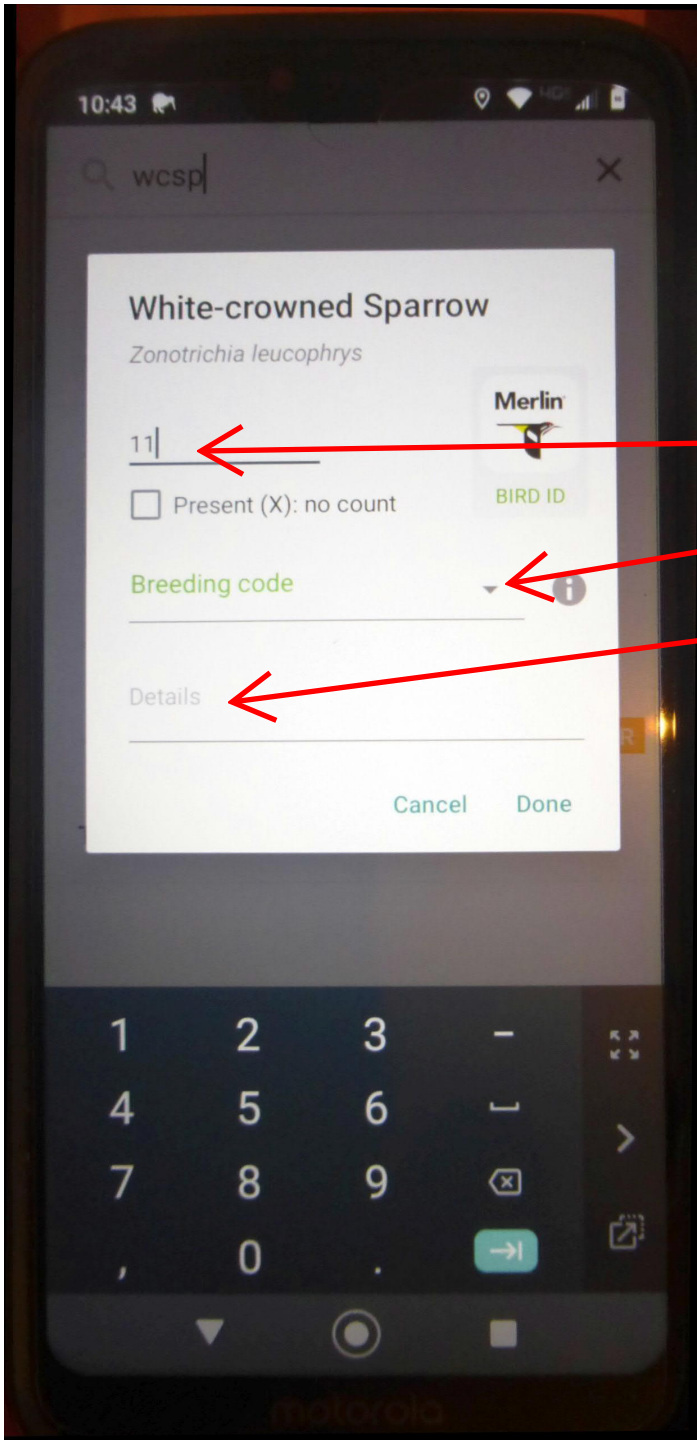 10:43
wcsp
White-crowned Sparrow
Zonotrichia leucophrys
Merlin
11
BIRD ID
Present (X): no count
Breeding code
Details
R
Cancel Done
1 2 3 -
4 5 6
7 8 9
, 0 .
motorola